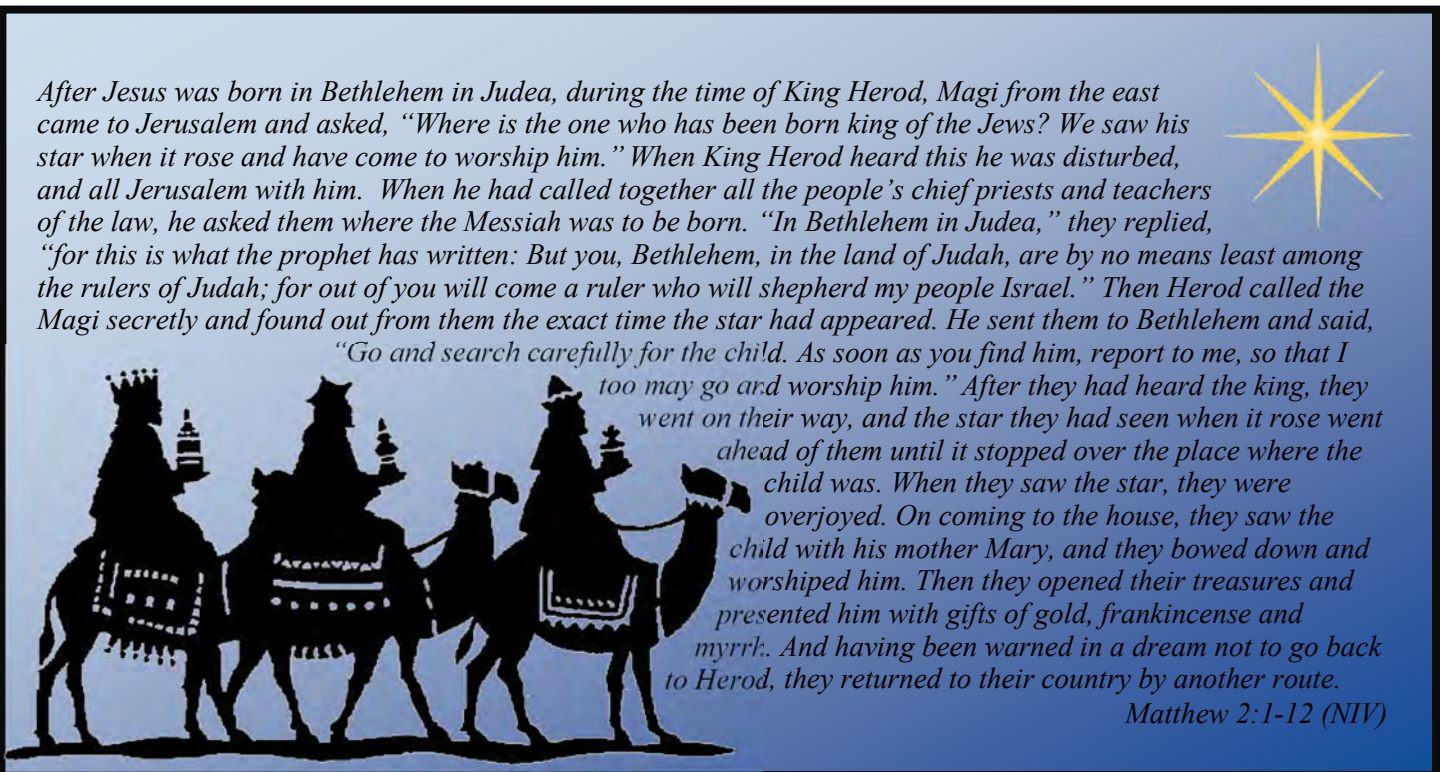 After Jesus was born in Bethlehem in Judea, during the time of King Herod, Magi from the east
came to Jerusalem and asked, “Where is the one who has been born king of the Jews? We saw his
star when it rose and have come to worship him.” When King Herod heard this he was disturbed,
and all Jerusalem with him.  When he had called together all the people’s chief priests and teachers
of the law, he asked them where the Messiah was to be born. “In Bethlehem in Judea,” they replied,
“for this is what the prophet has written: But you, Bethlehem, in the land of Judah, are by no means least among
the rulers of Judah; for out of you will come a ruler who will shepherd my people Israel.” Then Herod called the
Magi secretly and found out from them the exact time the star had appeared. He sent them to Bethlehem and said,
“Go and search carefully for the child. As soon as you find him, report to me, so that I
too may go and worship him.” After they had heard the king, they
went on their way, and the star they had seen when it rose went
ahead of them until it stopped over the place where the
child was. When they saw the star, they were
overjoyed. On coming to the house, they saw the
child with his mother Mary, and they bowed down and
worshiped him. Then they opened their treasures and
presented him with gifts of gold, frankincense and
myrrh. And having been warned in a dream not to go back
to Herod, they returned to their country by another route.
Matthew 2:1-12 (NIV)